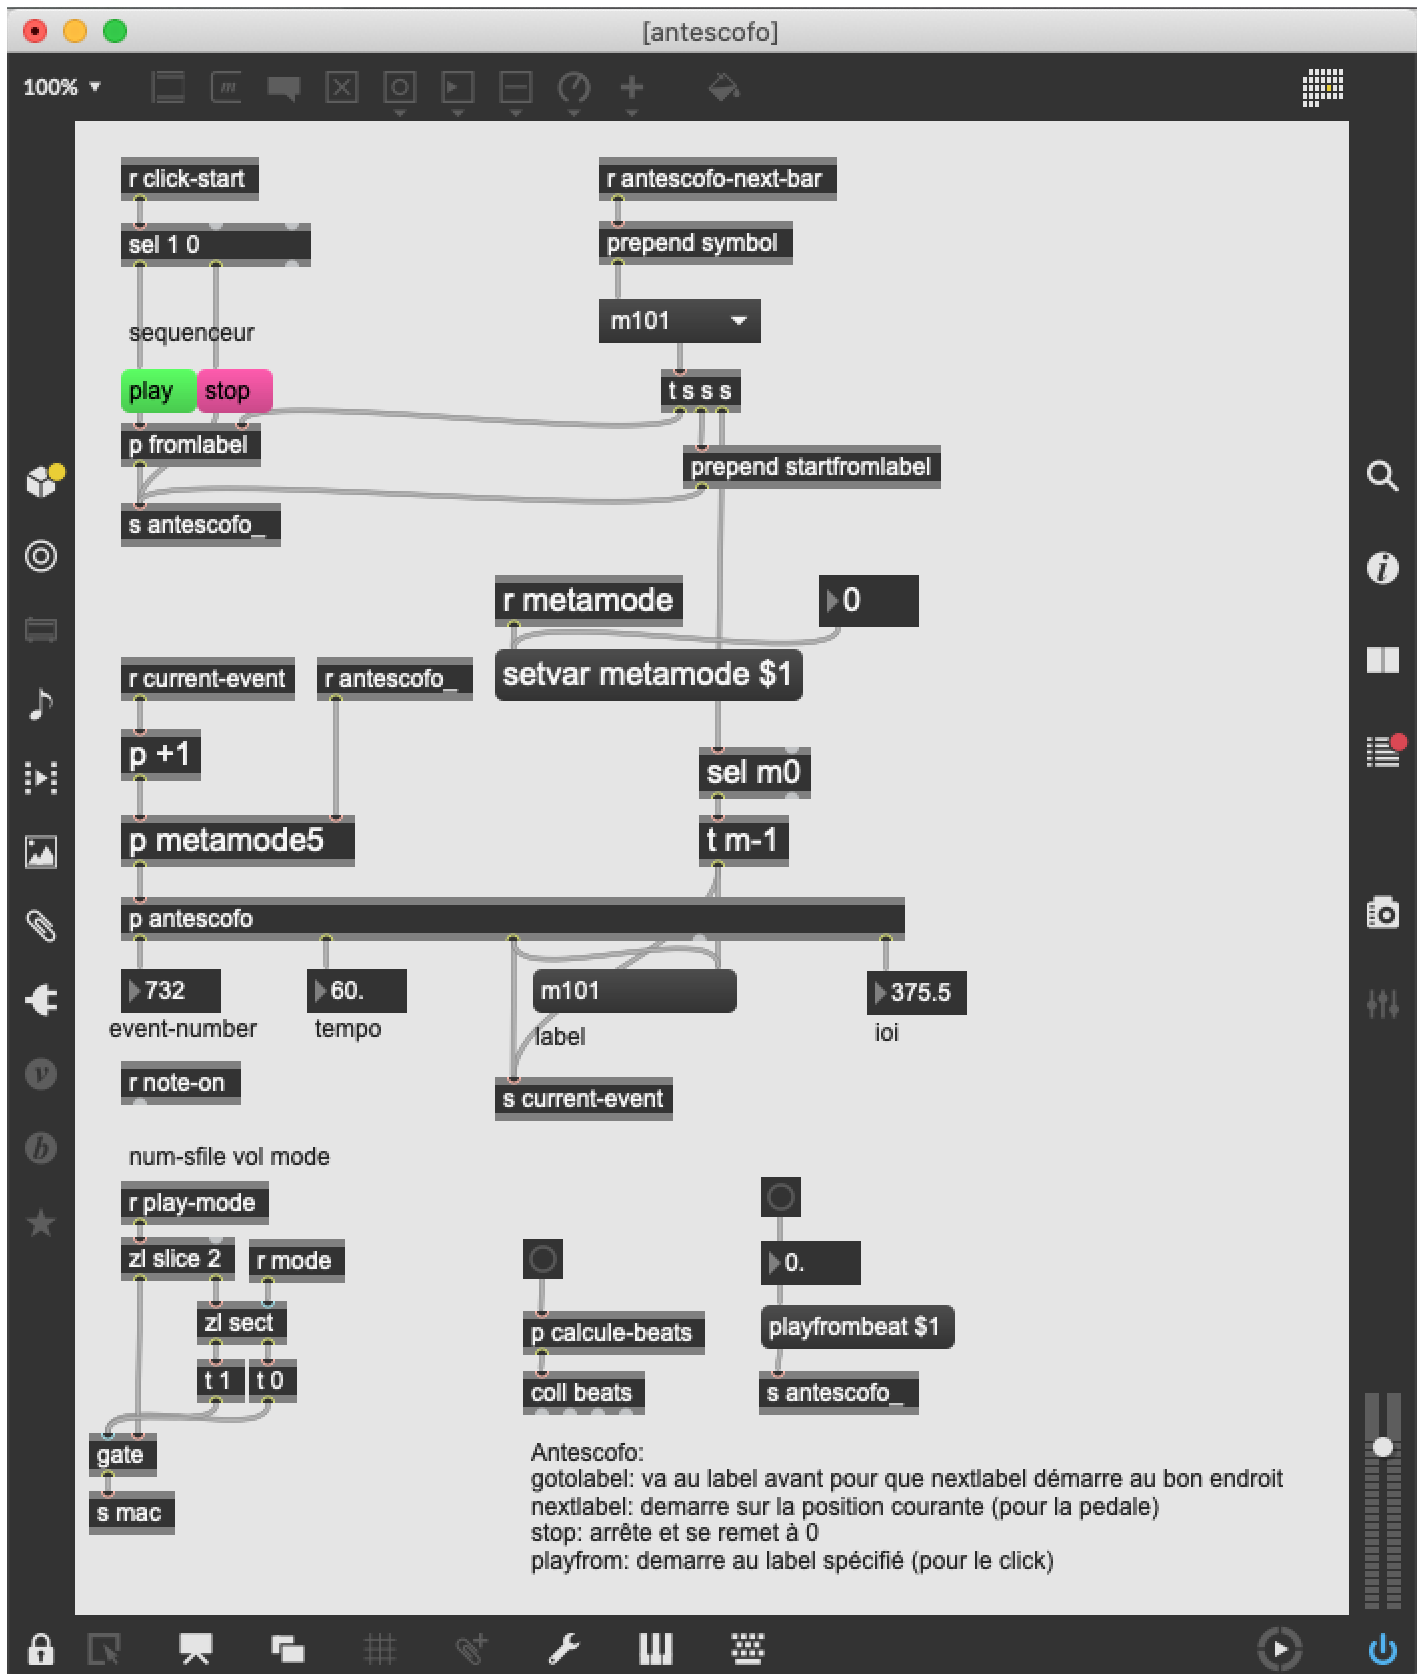 [antescofo]
100%
r click-start
r antescofo-next-bar
sel 1 0
prepend symbol
m101
sequenceur
play
stop
t s s s
p fromlabel
prepend startfromlabel
s antescofo_
r metamode
0
setvar metamode $1
r current-event
r antescofo_
p +1
sel m0
p metamode5
t m-1
p antescofo
732
60.
m101
375.5
event-number
tempo
label
ioi
r note-on
s current-event
num-sfile vol mode
r play-mode
zl slice 2
r mode
0.
zl sect
p calcule-beats
playfrombeat $1
t 1
t 0
coll beats
s antescofo_
gate
s mac
Antescofo:
gotolabel: va au label avant pour que nextlabel démarre au bon endroit
nextlabel: demarre sur la position courante (pour la pedale)
stop: arrête et se remet à 0
playfrom: demarre au label spécifié (pour le click)